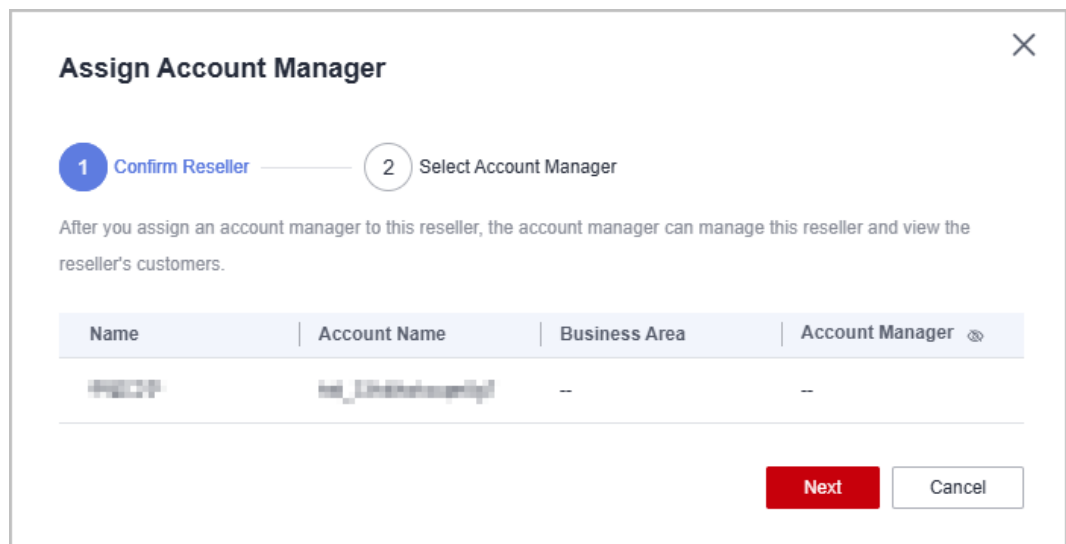 Assign Account Manager
1 Confirm Reseller 2 Select Account Manager
After you assign an account manager to this reseller, the account manager can manage this reseller and view the
reseller's customers.
Name Account Name Business Area Account Manager
-- --
Next Cancel